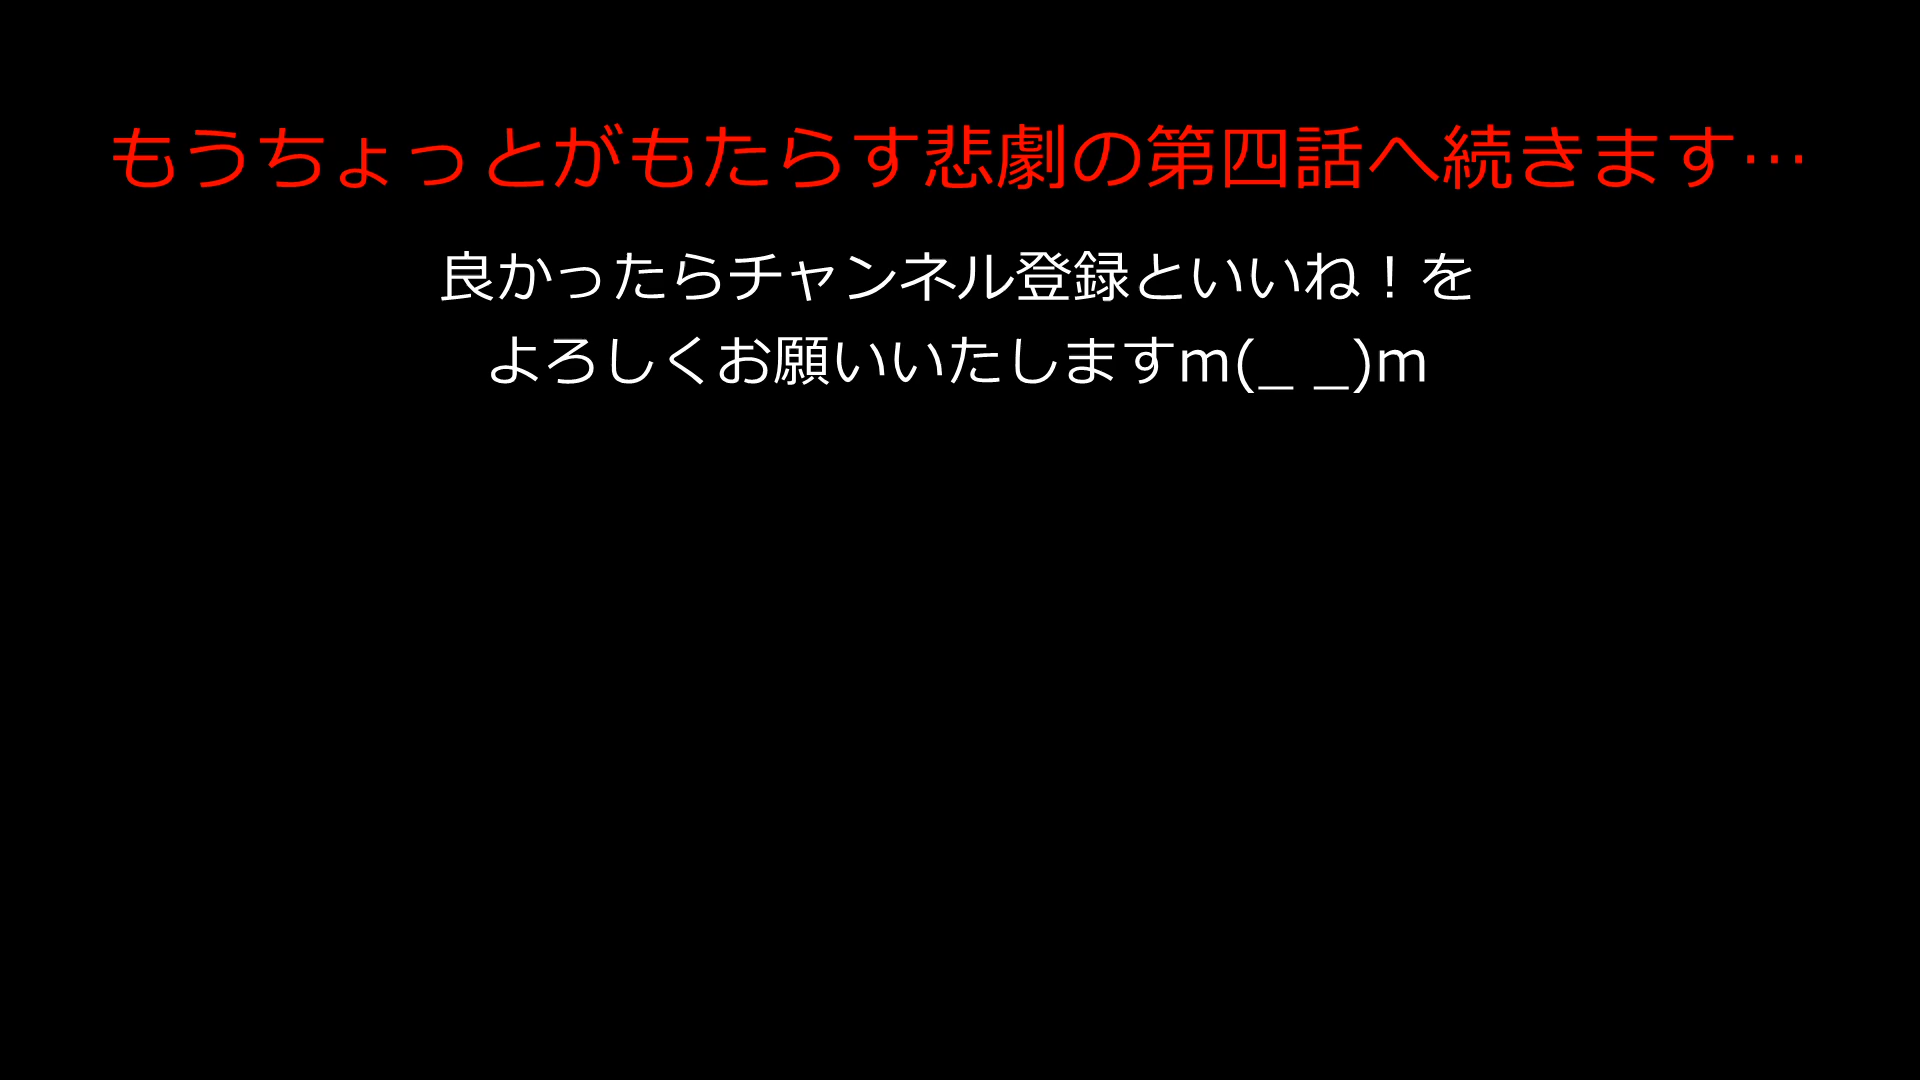 もうちょっとがもたらす悲劇の第四話へ続きます…
良かったらチャンネル登録といいね！を
よろしくお願いいたしますm(_ _)m